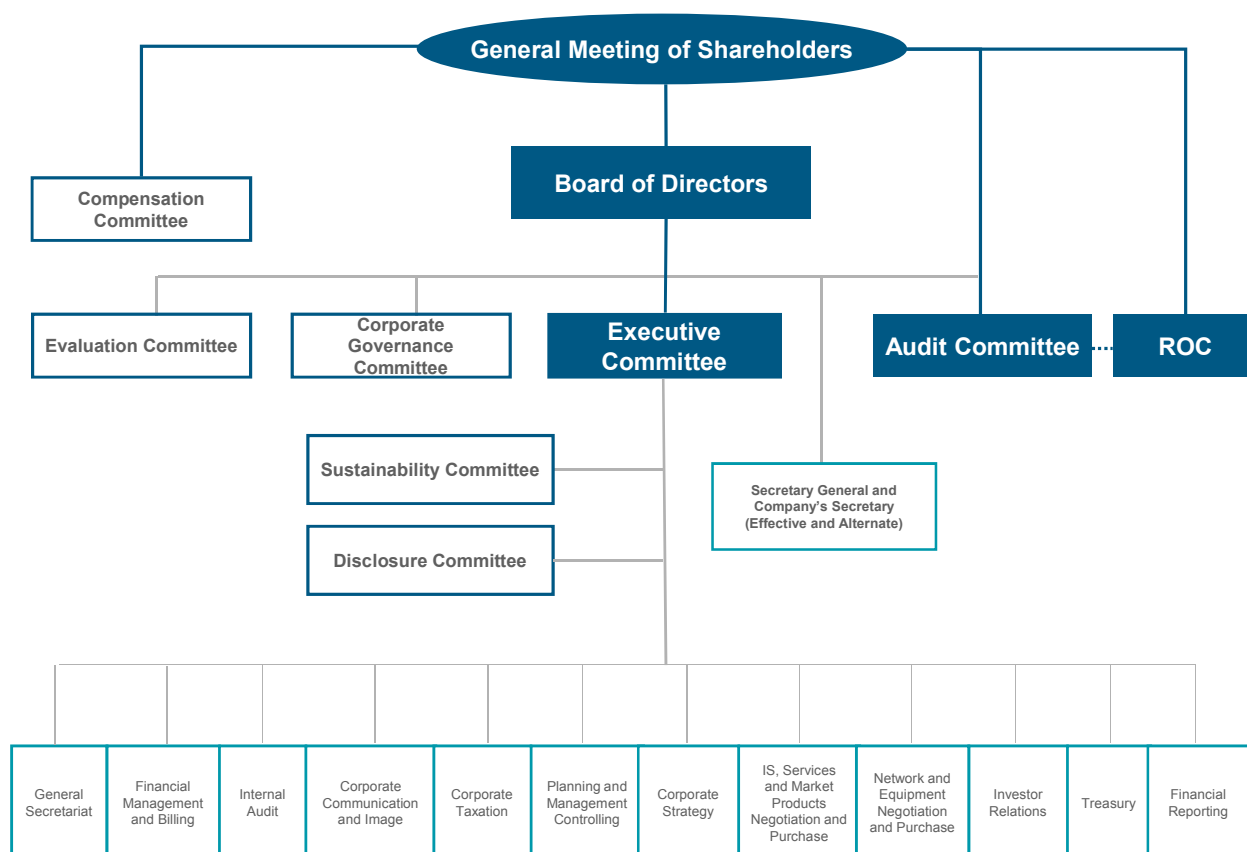 General Meeting of Shareholders
Board of Directors
Compensation
Committee
Evaluation Committee
Corporate
Governance
Committee
Executive
Committee
Audit Committee
ROC
Sustainability Committee
Secretary General and
Company's Secretary
(Effective and Alternate)
Disclosure Committee
General
Secretariat
Financial
Management
and Billing
Internal
Audit
Corporate
Communication
and Image
Corporate
Taxation
Planning and
Management
Controlling
Corporate
Strategy
IS, Services
and Market
Products
Negotiation and
Purchase
Network and
Equipment
Negotiation
and Purchase
Investor
Relations
Treasury
Financial
Reporting